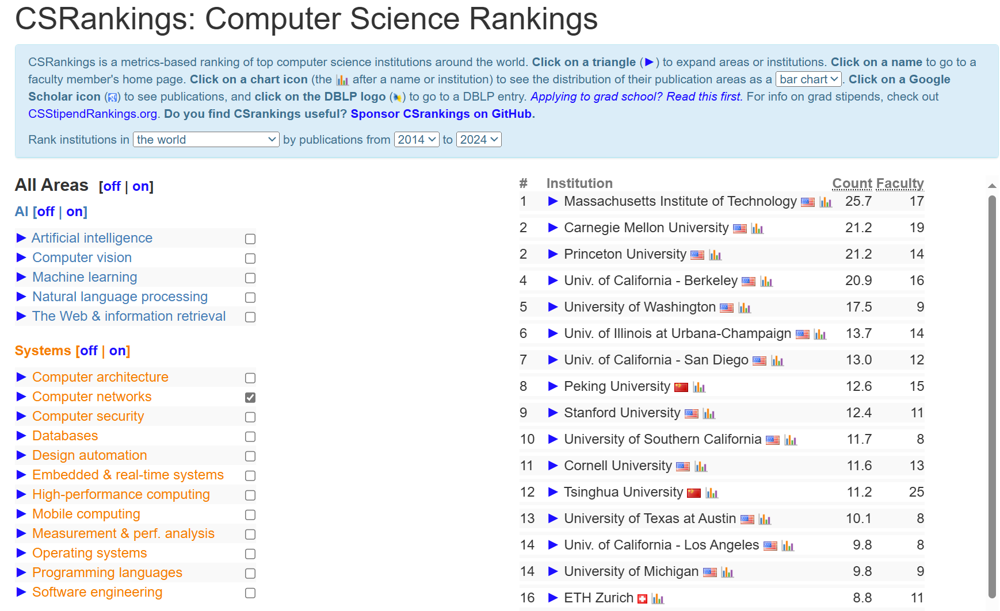 CSRankings: Computer Science Rankings
CSRankings is a metrics-based ranking of top computer science institutions around the world. Click on a triangle (▶) to expand areas or institutions. Click on a name to go to a
faculty member's home page. Click on a chart icon (the after a name or institution) to see the distribution of their publication areas as a bar chart. Click on a Google
Scholar icon () to see publications, and click on the DBLP logo () to go to a DBLP entry. Applying to grad school? Read this first. For info on grad stipends, check out
CSStipendRankings.org. Do you find CSrankings useful? Sponsor CSrankings on GitHub.
Rank institutions in the world by publications from 2014 to 2024
All Areas [off | on]
AI [off | on]
▶ Artificial intelligence
▶ Computer vision
▶ Machine learning
▶ Natural language processing
▶ The Web & information retrieval
Systems [off | on]
▶ Computer architecture
▶ Computer networks
▶ Computer security
▶ Databases
▶ Design automation
▶ Embedded & real-time systems
▶ High-performance computing
▶ Mobile computing
▶ Measurement & perf. analysis
▶ Operating systems
▶ Programming languages
▶ Software engineering
# Institution Count Faculty
1 ▶ Massachusetts Institute of Technology 25.7 17
2 ▶ Carnegie Mellon University 21.2 19
2 ▶ Princeton University 21.2 14
4 ▶ Univ. of California - Berkeley 20.9 16
5 ▶ University of Washington 17.5 9
6 ▶ Univ. of Illinois at Urbana-Champaign 13.7 14
7 ▶ Univ. of California - San Diego 13.0 12
8 ▶ Peking University 12.6 15
9 ▶ Stanford University 12.4 11
10 ▶ University of Southern California 11.7 8
11 ▶ Cornell University 11.6 13
12 ▶ Tsinghua University 11.2 25
13 ▶ University of Texas at Austin 10.1 8
14 ▶ Univ. of California - Los Angeles 9.8 8
14 ▶ University of Michigan 9.8 9
16 ▶ ETH Zurich 8.8 11